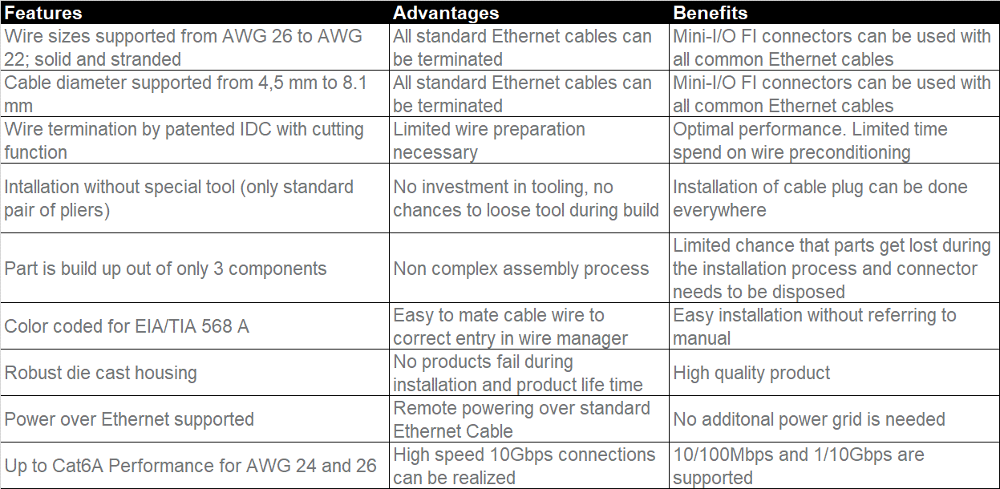 Features Advantages Benefits
Wire sizes supported from AWG 26 to AWG
22; solid and stranded
All standard Ethernet cables can
be terminated
Mini-I/O FI connectors can be used with
all common Ethernet cables
Cable diameter supported from 4,5 mm to 8.1
mm
All standard Ethernet cables can
be terminated
Mini-I/O FI connectors can be used with
all common Ethernet cables
Wire termination by patented IDC with cutting
function
Limited wire preparation
necessary
Optimal performance. Limited time
spend on wire preconditioning
Intallation without special tool (only standard
pair of pliers)
No investment in tooling, no
chances to loose tool during build
Installation of cable plug can be done
everywhere
Part is build up out of only 3 components
Non complex assembly process
Limited chance that parts get lost during
the installation process and connector
needs to be disposed
Color coded for EIA/TIA 568 A
Easy to mate cable wire to
correct entry in wire manager
Easy installation without referring to
manual
Robust die cast housing
No products fail during
installation and product life time
High quality product
Power over Ethernet supported
Remote powering over standard
Ethernet Cable
No additonal power grid is needed
Up to Cat6A Performance for AWG 24 and 26
High speed 10Gbps connections
can be realized
10/100Mbps and 1/10Gbps are
supported